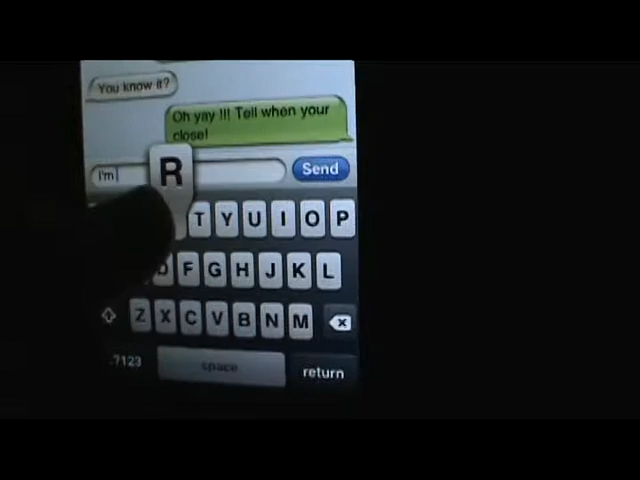 You know it?
Oh yay !!! Tell when your
close!
I'm
Send
R
T Y U I O P
D F G H J K L
Z X C V B N M
.?123
space
return